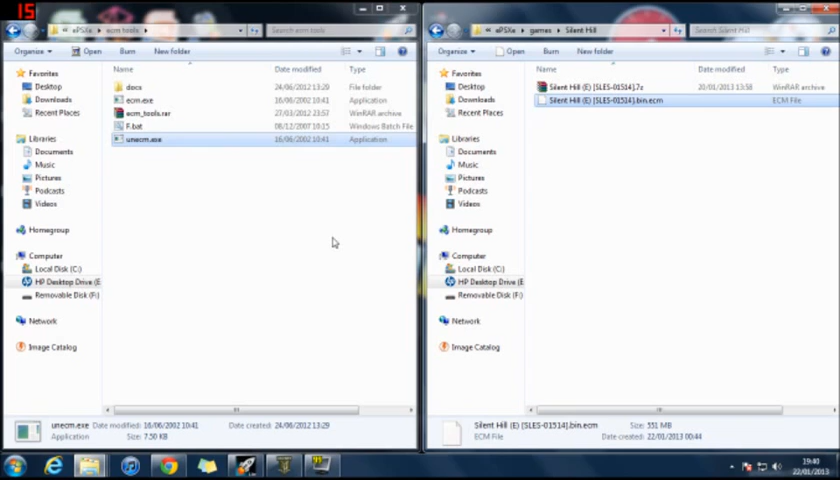 15
ePSXe ▸ ecm tools ▸
Search ecm tools
Organize ▾ Open Burn New folder
Favorites
Desktop
Downloads
Recent Places
Libraries
Documents
Music
Pictures
Podcasts
Videos
Homegroup
Computer
Local Disk (C:)
HP Desktop Drive (E
Removable Disk (F:)
Network
Image Catalog
Name Date modified Type
docs 24/06/2012 13:29 File folder
ecm.exe 16/06/2002 10:41 Application
ecm_tools.rar 27/03/2012 23:57 WinRAR archive
F.bat 08/12/2007 10:15 Windows Batch File
unecm.exe 16/06/2002 10:41 Application
unecm.exe Date modified: 16/06/2002 10:41 Date created: 24/06/2012 13:29
Application Size: 7.50 KB
ePSXe ▸ games ▸ Silent Hill
Search Silent Hill
Organize ▾ Open Burn New folder
Favorites
Desktop
Downloads
Recent Places
Libraries
Documents
Music
Pictures
Podcasts
Videos
Homegroup
Computer
Local Disk (C:)
HP Desktop Drive (E
Removable Disk (F:)
Network
Image Catalog
Name Date modified Type
Silent Hill (E) [SLES-01514].7z 20/01/2013 13:58 WinRAR archive
Silent Hill (E) [SLES-01514].bin.ecm ECM File
Silent Hill (E) [SLES-01514].bin.ecm Size: 551 MB
ECM File Date created: 22/01/2013 00:44
19:40
22/01/2013